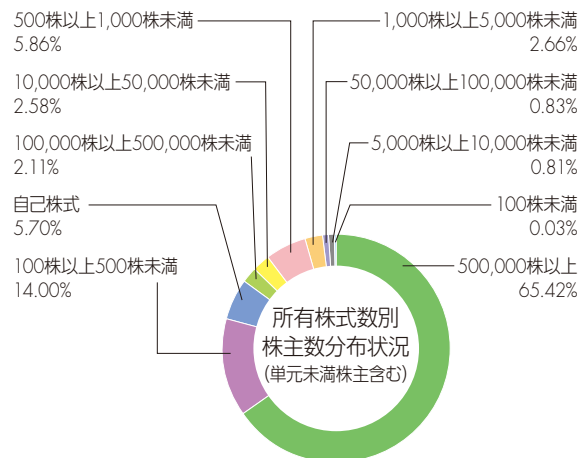 500株以上1,000株未満
5.86%
10,000株以上50,000株未満
2.58%
100,000株以上500,000株未満
2.11%
自己株式
5.70%
100株以上500株未満
14.00%
1,000株以上5,000株未満
2.66%
50,000株以上100,000株未満
0.83%
5,000株以上10,000株未満
0.81%
100株未満
0.03%
500,000株以上
65.42%
所有株式数別
株主数分布状況
(単元未満株主含む)